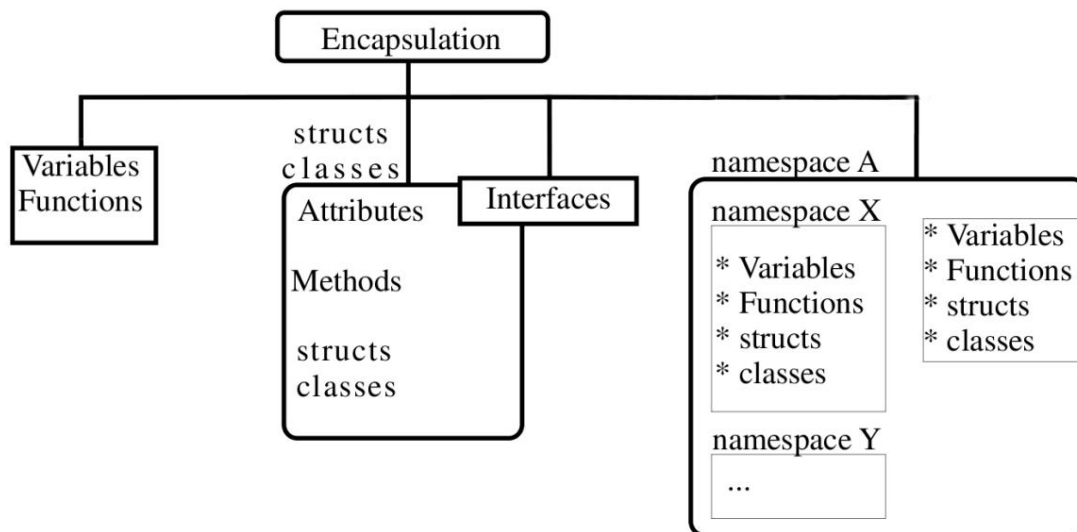 Encapsulation
Variables
Functions
structs
classes
Attributes
Methods
structs
classes
Interfaces
namespace A
namespace X
* Variables
* Functions
* structs
* classes
namespace Y
...
* Variables
* Functions
* structs
* classes